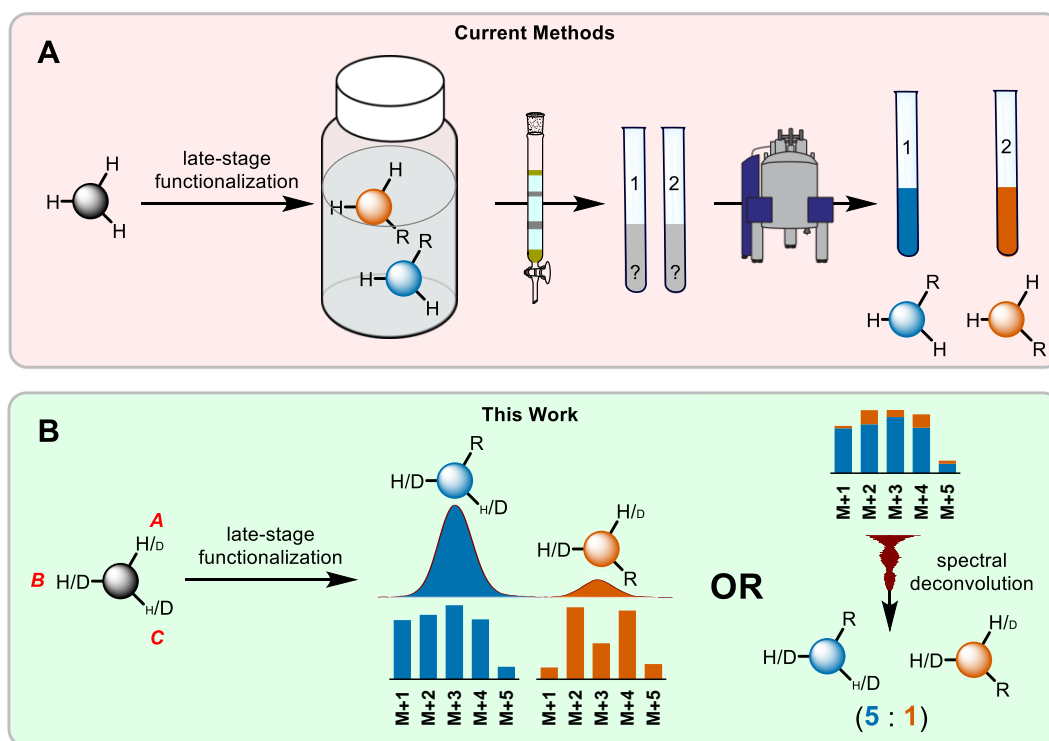 Current Methods
A
H
H
H
late-stage
functionalization
H
H
R
R
H
H
1
2
?
?
1
2
R
H
H
H
H
R
This Work
B
A
H/D
B
H/D
H/D
C
late-stage
functionalization
R
H/D
H/D
H/D
H/D
R
M+1
M+2
M+3
M+4
M+5
M+1
M+2
M+3
M+4
M+5
OR
M+1
M+2
M+3
M+4
M+5
spectral
deconvolution
R
H/D
H/D
H/D
H/D
R
(5 : 1)